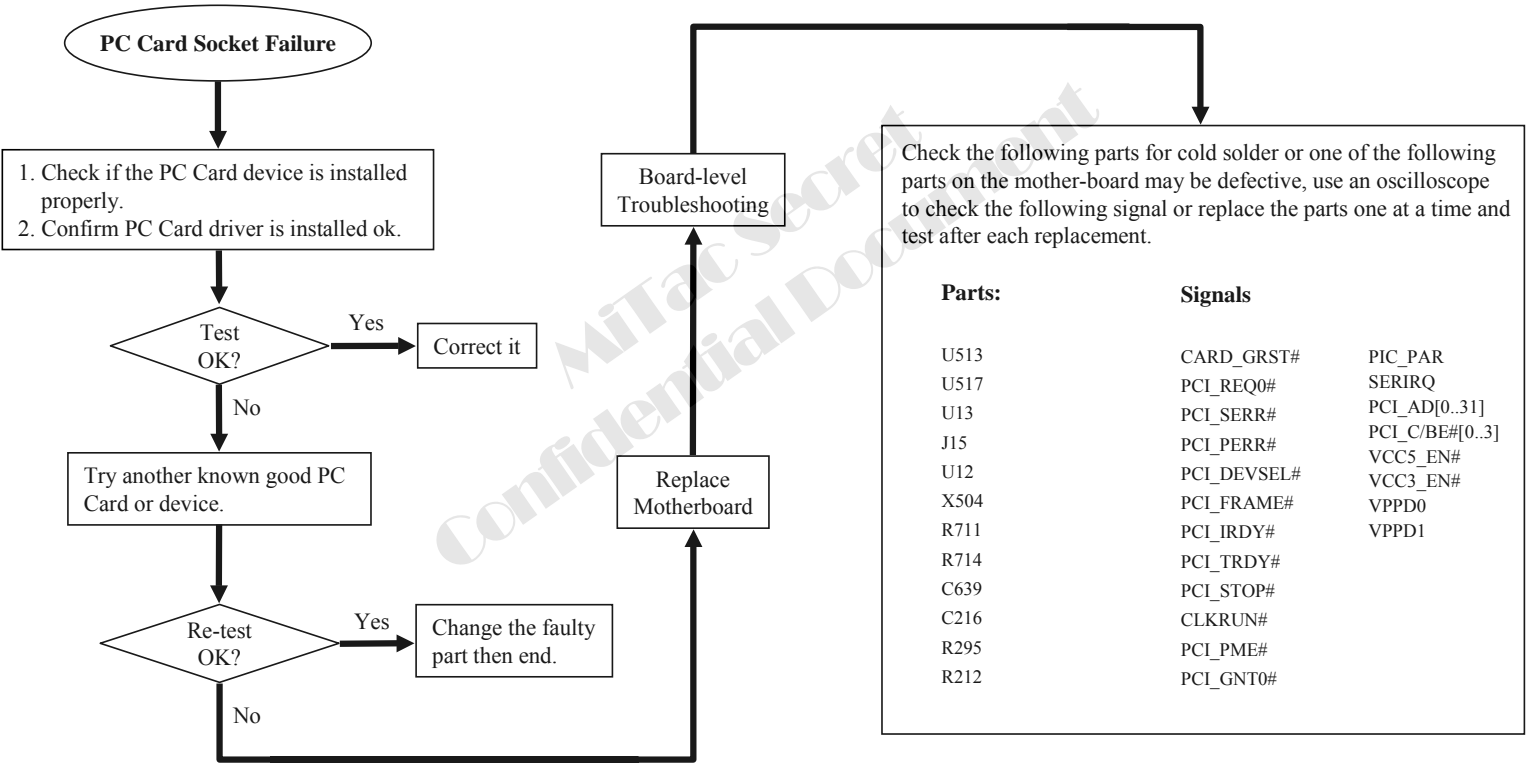 PC Card Socket Failure
1. Check if the PC Card device is installed
properly.
2. Confirm PC Card driver is installed ok.
Test
OK?
Yes
Correct it
No
Try another known good PC
Card or device.
Re-test
OK?
Yes
Change the faulty
part then end.
No
Replace
Motherboard
Board-level
Troubleshooting
Check the following parts for cold solder or one of the following
parts on the mother-board may be defective, use an oscilloscope
to check the following signal or replace the parts one at a time and
test after each replacement.
Parts:
U513
U517
U13
J15
U12
X504
R711
R714
C639
C216
R295
R212
Signals
CARD_GRST#
PCI_REQ0#
PCI_SERR#
PCI_PERR#
PCI_DEVSEL#
PCI_FRAME#
PCI_IRDY#
PCI_TRDY#
PCI_STOP#
CLKRUN#
PCI_PME#
PCI_GNT0#
PIC_PAR
SERIRQ
PCI_AD[0..31]
PCI_C/BE#[0..3]
VCC5_EN#
VCC3_EN#
VPPD0
VPPD1
MiTac Secret
Confidential Document